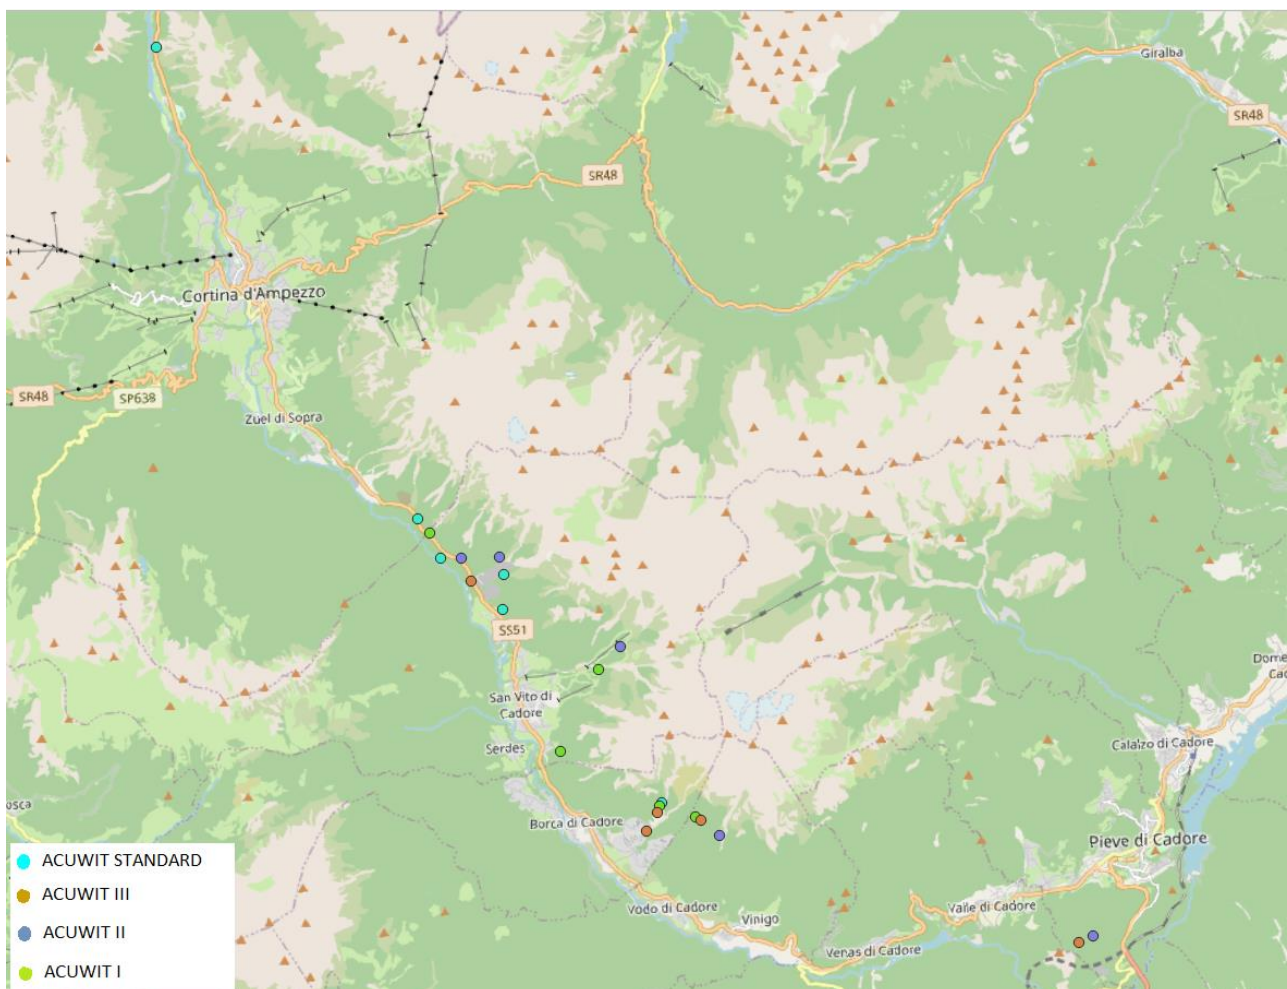 Giralba
SR48
SR48
Cortina d'Ampezzo
SR48
SP638
Zuel di Sopra
SS51
San Vito di
Cadore
Serdes
Borca di Cadore
Vodo di Cadore
Vinigo
Venas di Cadore
Valle di Cadore
Pieve di Cadore
Calalzo di Cadore
ACUWIT STANDARD
ACUWIT III
ACUWIT II
ACUWIT I